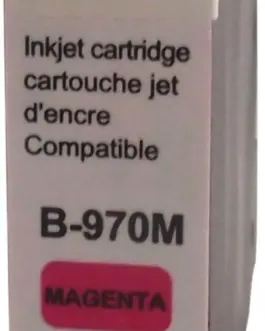 Inkjet cartridge
cartouche jet
d'encre
Compatible
B-970M
MAGENTA